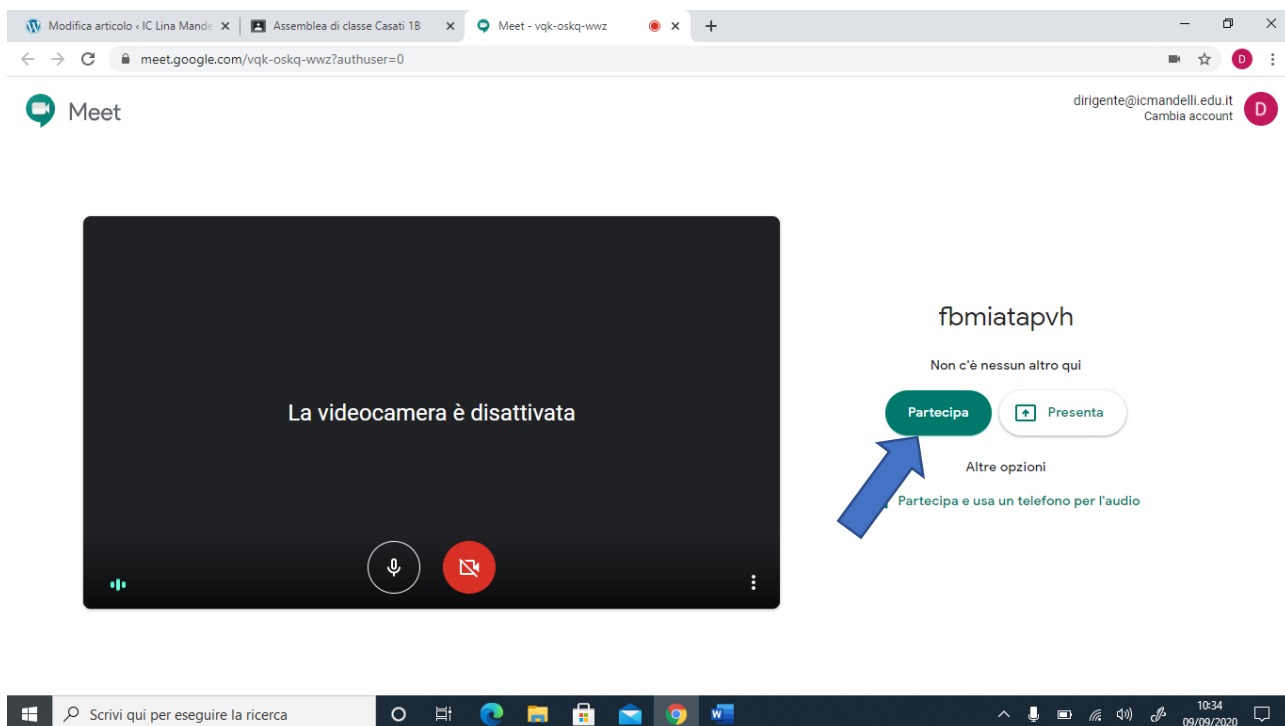 Modifica articolo ‹ IC Lina Mande
Assemblea di classe Casati 1B
Meet - vqk-oskq-wwz
meet.google.com/vqk-oskq-wwz?authuser=0
D
Meet
dirigente@icmandelli.edu.it
Cambia account
D
La videocamera è disattivata
fbmiatapvh
Non c'è nessun altro qui
Partecipa
Presenta
Altre opzioni
Partecipa e usa un telefono per l'audio
Scrivi qui per eseguire la ricerca
10:34
09/09/2020